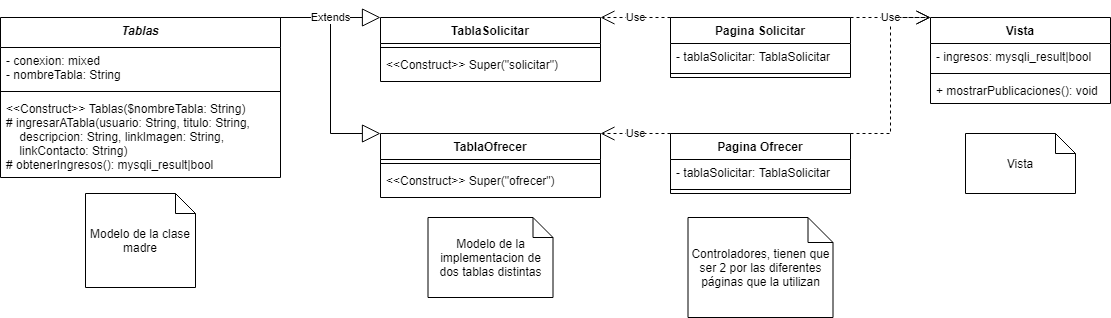 Tablas
- conexion: mixed
- nombreTabla: String
<<Construct>> Tablas($nombreTabla: String)
# ingresarATabla(usuario: String, titulo: String,
descripcion: String, linkImagen: String,
linkContacto: String)
# obtenerIngresos(): mysqli_result|bool
Modelo de la clase
madre
Extends
TablaSolicitar
<<Construct>> Super("solicitar")
TablaOfrecer
<<Construct>> Super("ofrecer")
Modelo de la
implementacion de
dos tablas distintas
Use
Use
Pagina Solicitar
- tablaSolicitar: TablaSolicitar
Pagina Ofrecer
- tablaSolicitar: TablaSolicitar
Controladores, tienen que
ser 2 por las diferentes
páginas que la utilizan
Use
Vista
- ingresos: mysqli_result|bool
+ mostrarPublicaciones(): void
Vista